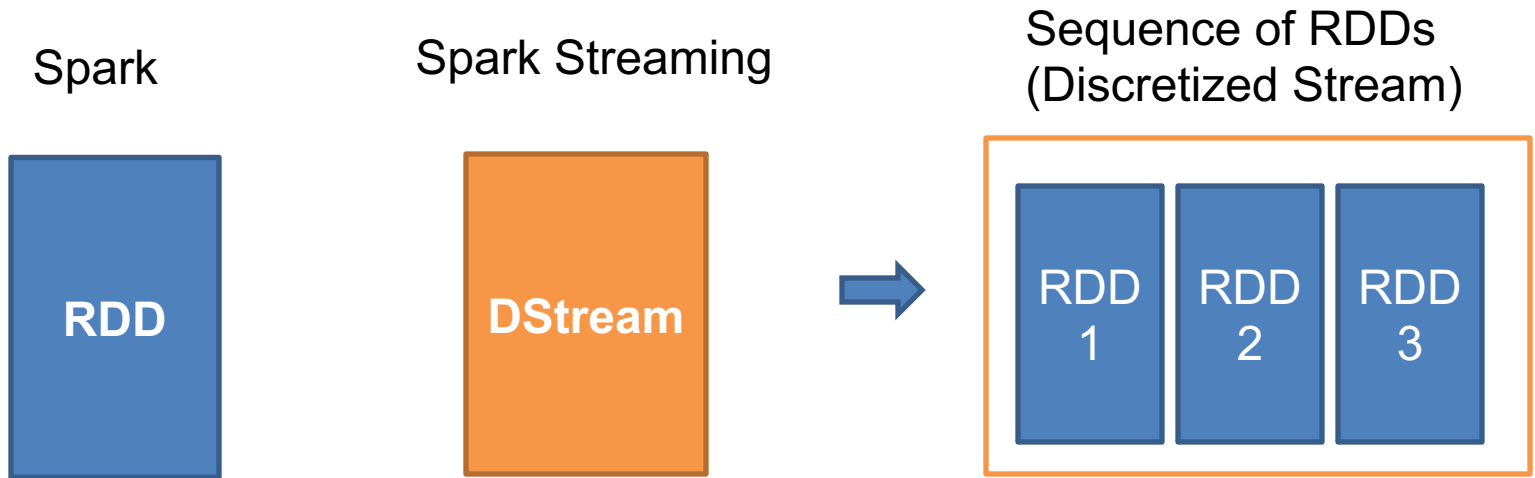 Spark
Spark Streaming
Sequence of RDDs
(Discretized Stream)
RDD
DStream
RDD
1
RDD
2
RDD
3